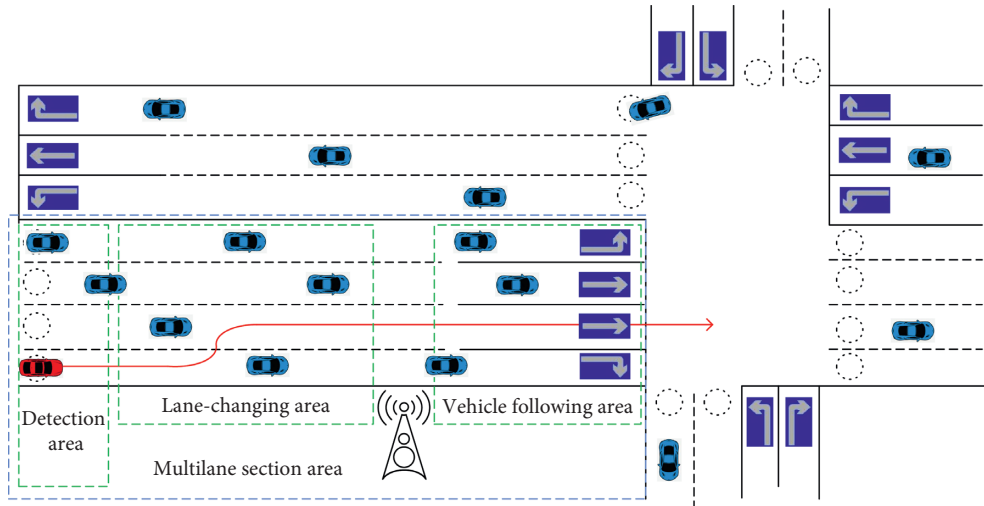 Detection
area
Lane-changing area
Vehicle following area
Multilane section area